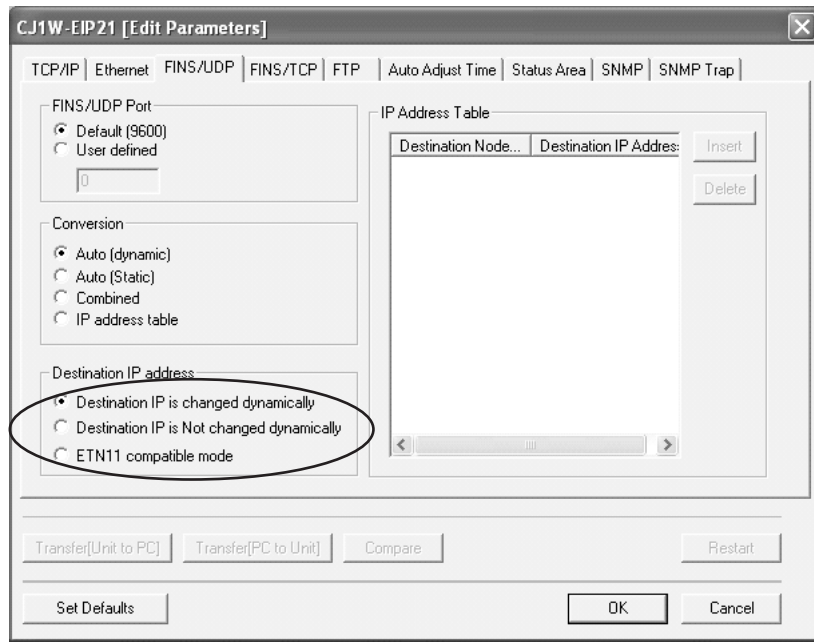 CJ1W-EIP21 [Edit Parameters]
TCP/IP Ethernet FINS/UDP FINS/TCP FTP Auto Adjust Time Status Area SNMP SNMP Trap
FINS/UDP Port
Default (9600)
User defined
0
Conversion
Auto (dynamic)
Auto (Static)
Combined
IP address table
Destination IP address
Destination IP is changed dynamically
Destination IP is Not changed dynamically
ETN11 compatible mode
IP Address Table
Destination Node... Destination IP Addres
Insert
Delete
Transfer[Unit to PC] Transfer[PC to Unit] Compare Restart
Set Defaults OK Cancel